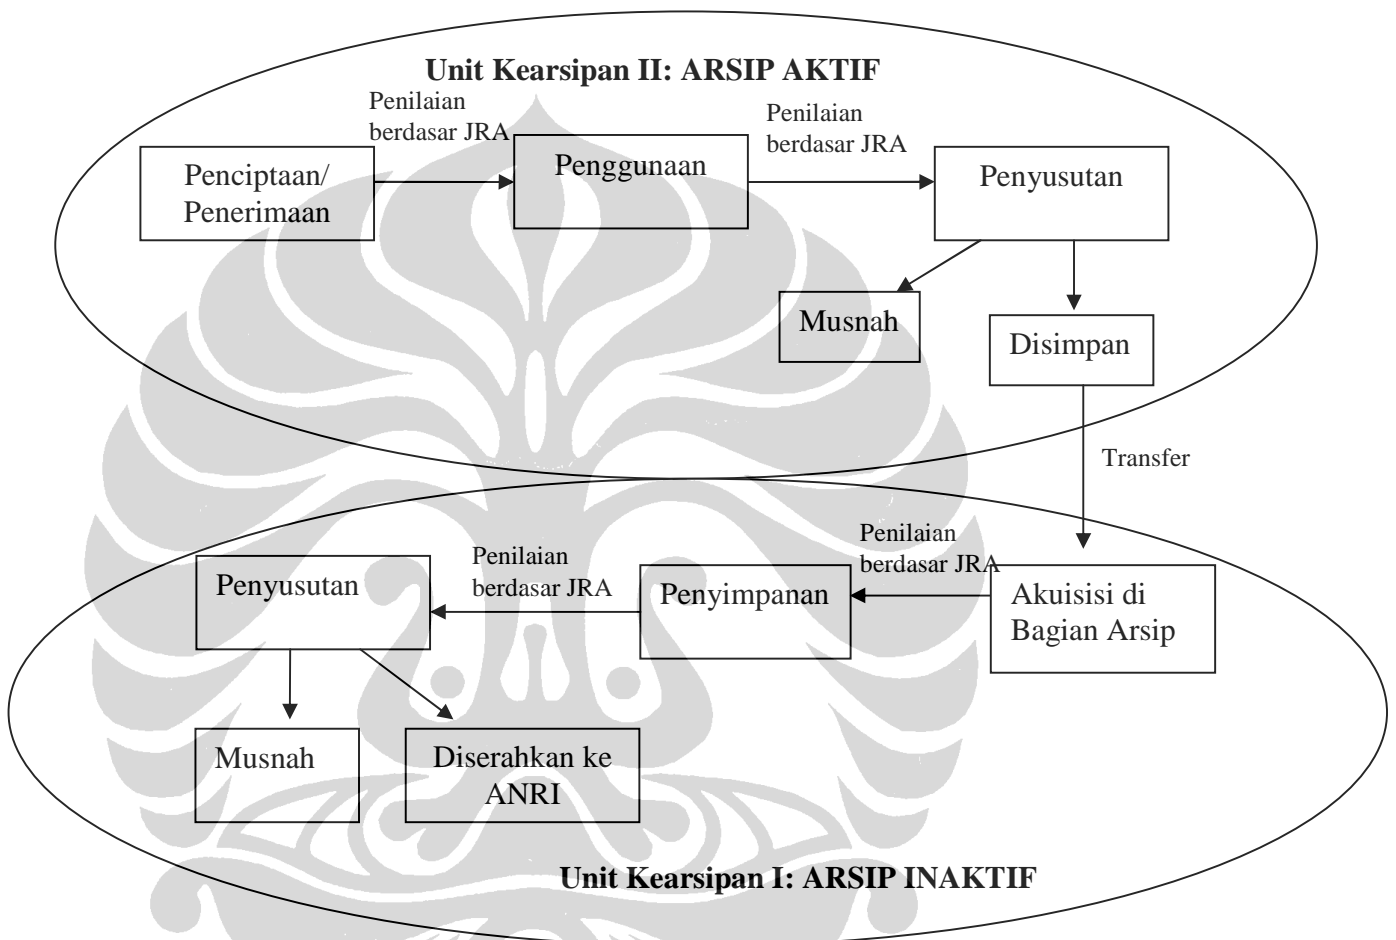 Unit Kearsipan II: ARSIP AKTIF
Penilaian
berdasar JRA
Penilaian
berdasar JRA
Penciptaan/
Penerimaan
Penggunaan
Penyusutan
Musnah
Disimpan
Transfer
Penilaian
berdasar JRA
Penilaian
berdasar JRA
Akuisisi di
Bagian Arsip
Penyimpanan
Penyusutan
Musnah
Diserahkan ke
ANRI
Unit Kearsipan I: ARSIP INAKTIF